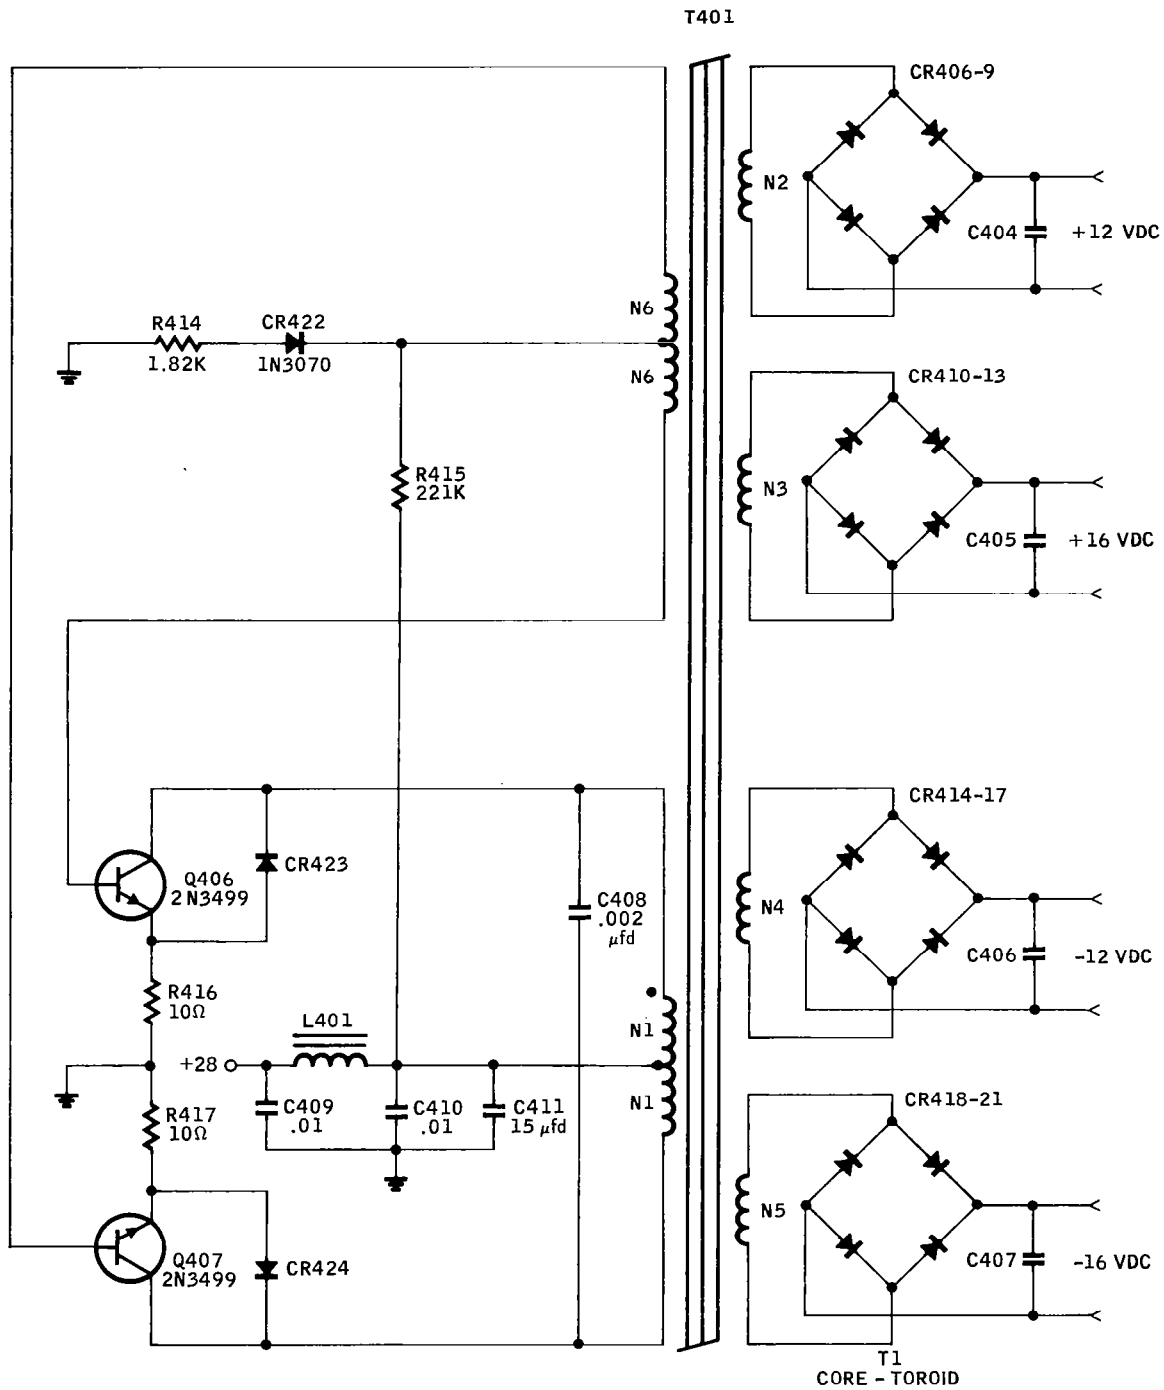 T401
CR406-9
N2
C404
+12 VDC
N6
N6
R414
1.82K
CR422
1N3070
CR410-13
R415
221K
N3
C405
+16 VDC
CR414-17
Q406
2N3499
CR423
C408
.002
µfd
N4
C406
-12 VDC
R416
10Ω
L401
+28
N1
N1
R417
10Ω
C409
.01
C410
.01
C411
15 µfd
CR418-21
N5
C407
-16 VDC
Q407
2N3499
CR424
T1
CORE - TOROID